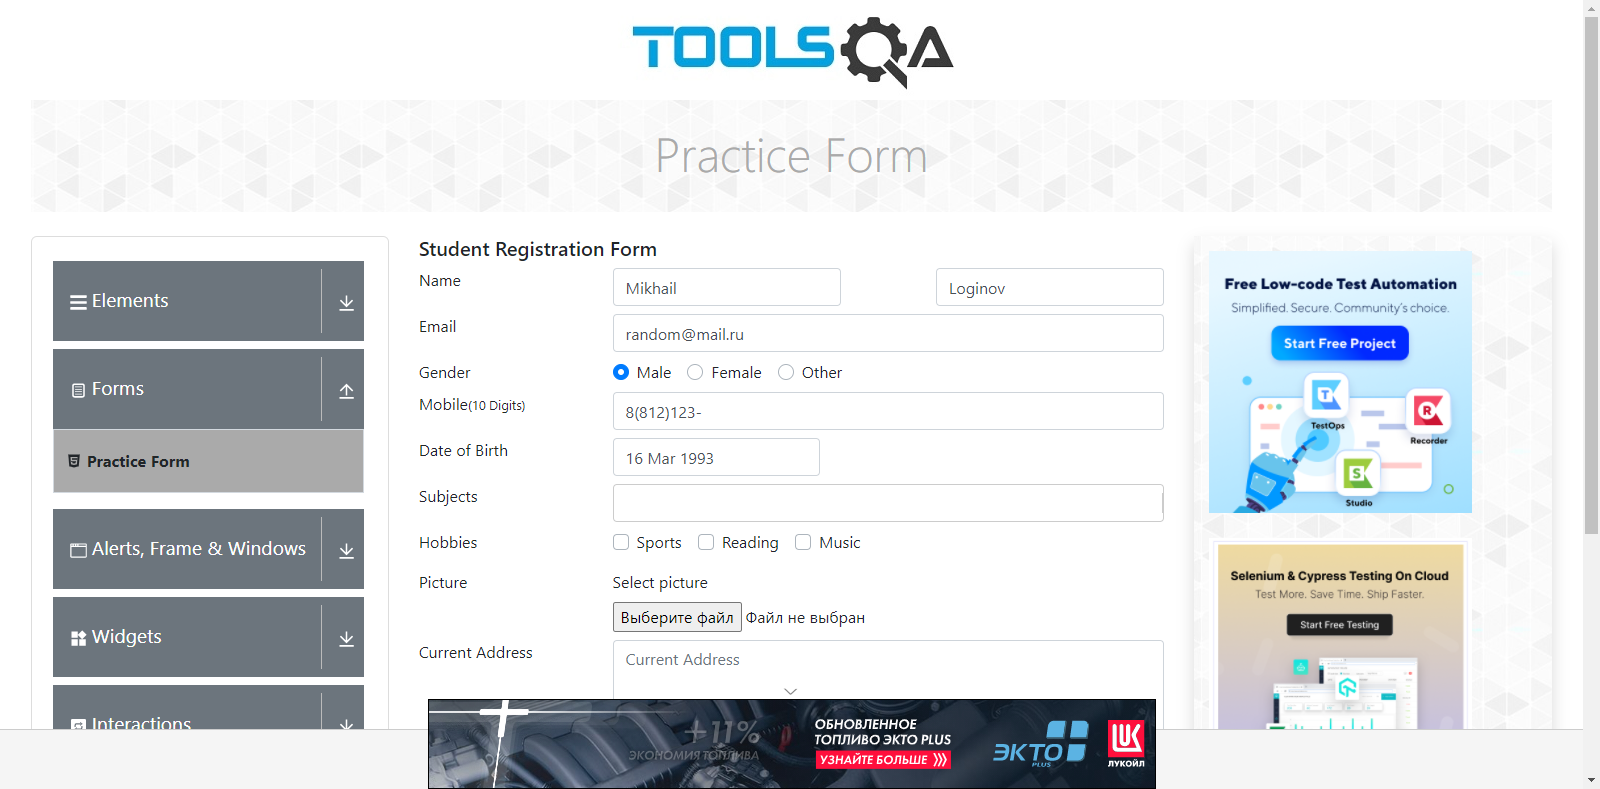 TOOLSQA
Practice Form
Elements
Forms
Practice Form
Alerts, Frame & Windows
Widgets
Interactions
Student Registration Form
Name
Mikhail
Loginov
Email
random@mail.ru
Gender
Male
Female
Other
Mobile(10 Digits)
8(812)123-
Date of Birth
16 Mar 1993
Subjects
Hobbies
Sports
Reading
Music
Picture
Select picture
Выберите файл
Файл не выбран
Current Address
Current Address
Free Low-code Test Automation
Simplified. Secure. Community's choice.
Start Free Project
TestOps
Recorder
Studio
Selenium & Cypress Testing On Cloud
Test More. Save Time. Ship Faster.
Start Free Testing
+11%
ЭКОНОМИЯ ТОПЛИВА
ОБНОВЛЕННОЕ
ТОПЛИВО ЭКТО PLUS
УЗНАЙТЕ БОЛЬШЕ
ЭКТО
PLUS
ЛУКОЙЛ